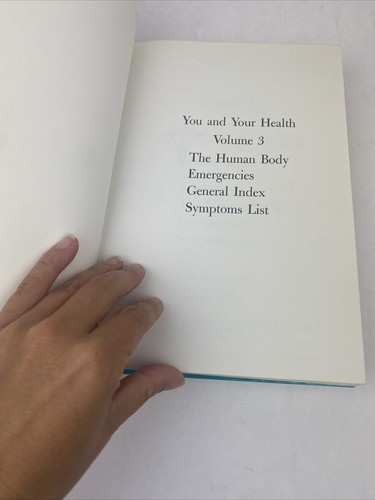 You and Your Health
Volume 3
The Human Body
Emergencies
General Index
Symptoms List